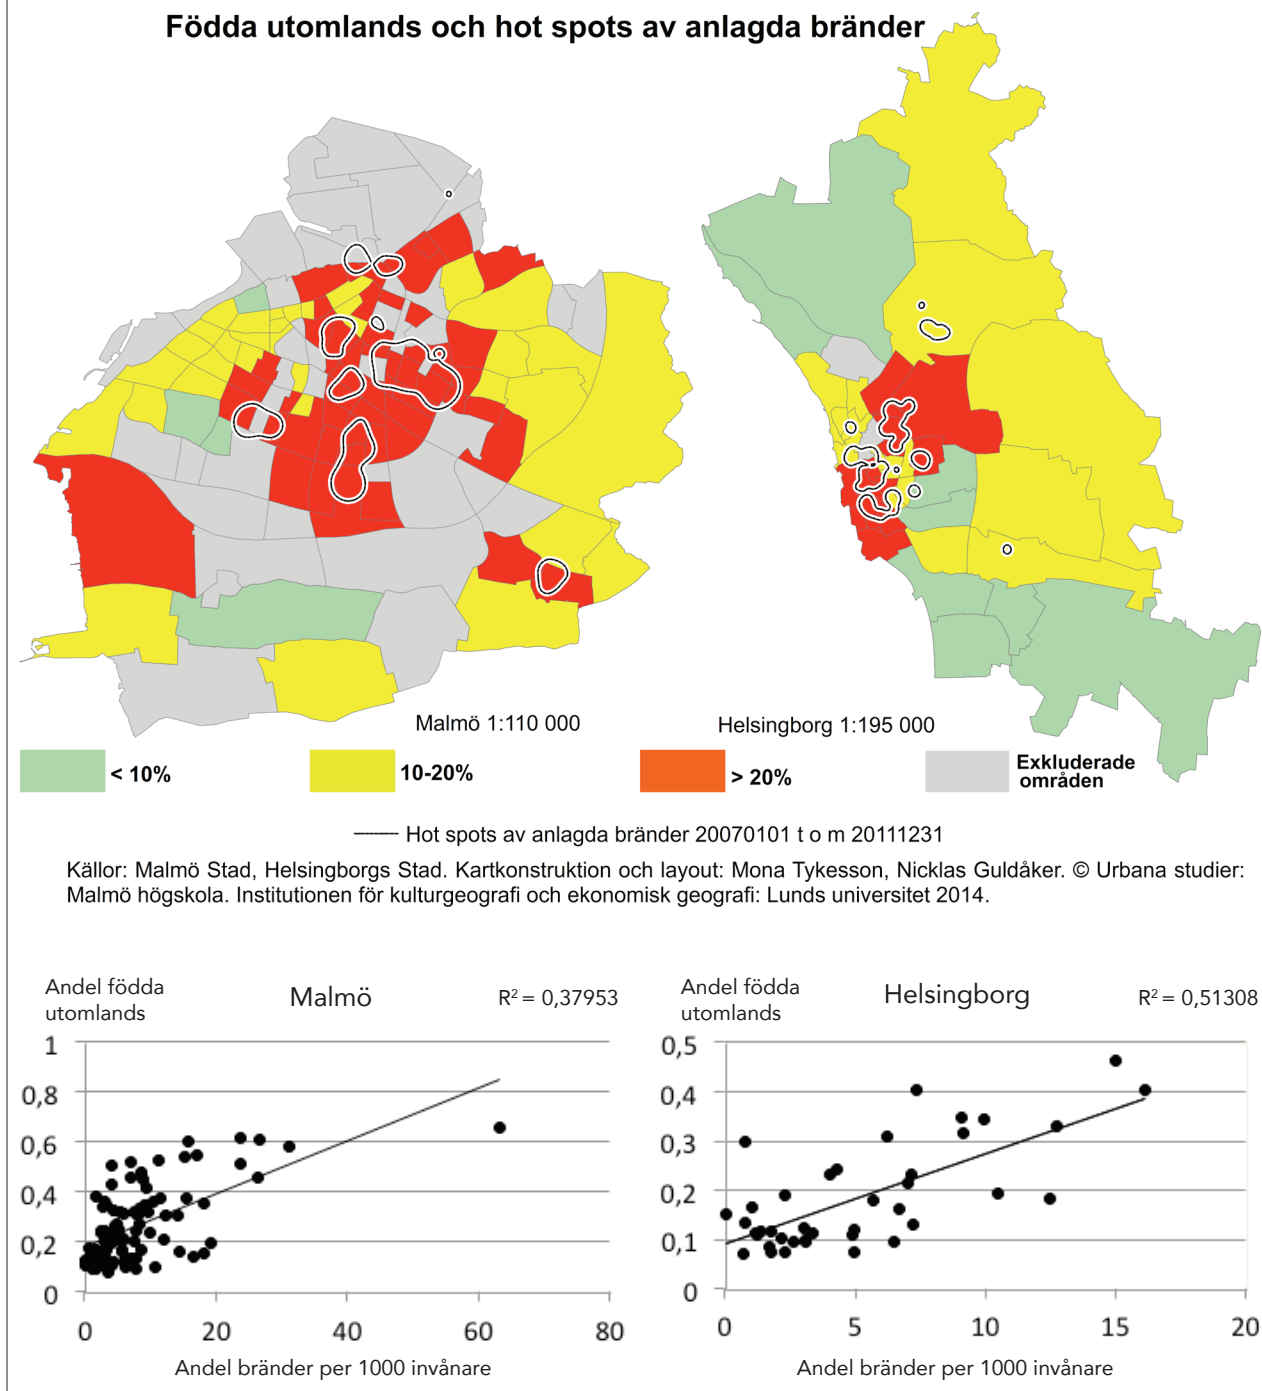 Födda utomlands och hot spots av anlagda bränder
Malmö 1:110 000
Helsingborg 1:195 000
< 10%
10-20%
> 20%
Exkluderade
områden
Hot spots av anlagda bränder 20070101 t o m 20111231
Källor: Malmö Stad, Helsingborgs Stad. Kartkonstruktion och layout: Mona Tykesson, Nicklas Guldåker. © Urbana studier:
Malmö högskola. Institutionen för kulturgeografi och ekonomisk geografi: Lunds universitet 2014.
Andel födda
utomlands
Malmö
R² = 0,37953
1
0,8
0,6
0,4
0,2
0
0 20 40 60 80
Andel bränder per 1000 invånare
Andel födda
utomlands
Helsingborg
R² = 0,51308
0,5
0,4
0,3
0,2
0,1
0
0 5 10 15 20
Andel bränder per 1000 invånare